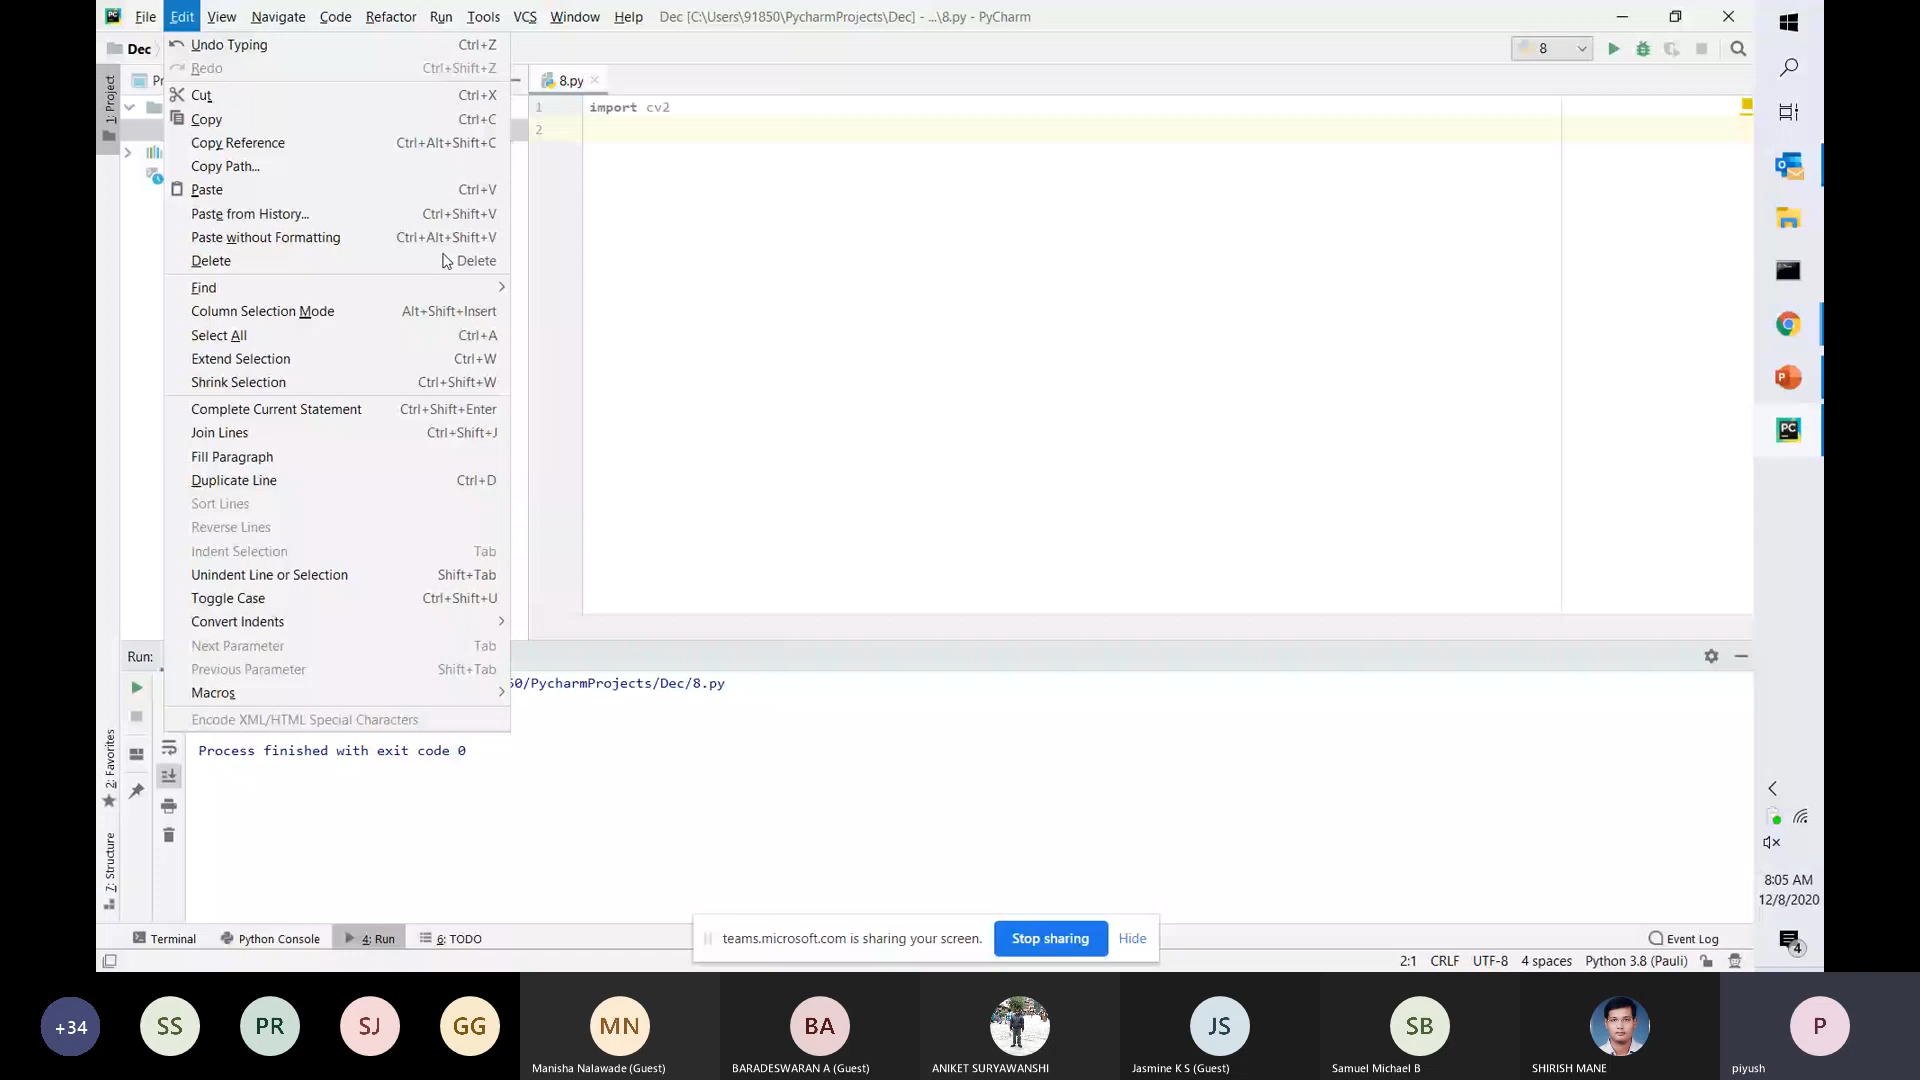 File Edit View Navigate Code Refactor Run Tools VCS Window Help Dec [C:\Users\91850\PycharmProjects\Dec] - ...\8.py - PyCharm
Dec
8
Undo Typing Ctrl+Z
Redo Ctrl+Shift+Z
Cut Ctrl+X
Copy Ctrl+C
Copy Reference Ctrl+Alt+Shift+C
Copy Path...
Paste Ctrl+V
Paste from History... Ctrl+Shift+V
Paste without Formatting Ctrl+Alt+Shift+V
Delete Delete
Find
Column Selection Mode Alt+Shift+Insert
Select All Ctrl+A
Extend Selection Ctrl+W
Shrink Selection Ctrl+Shift+W
Complete Current Statement Ctrl+Shift+Enter
Join Lines Ctrl+Shift+J
Fill Paragraph
Duplicate Line Ctrl+D
Sort Lines
Reverse Lines
Indent Selection Tab
Unindent Line or Selection Shift+Tab
Toggle Case Ctrl+Shift+U
Convert Indents
Next Parameter Tab
Previous Parameter Shift+Tab
Macros
Encode XML/HTML Special Characters
1: Project
2: Favorites
7: Structure
8.py
1 import cv2
2
Run:
/PycharmProjects/Dec/8.py
Process finished with exit code 0
Terminal Python Console 4: Run 6: TODO
teams.microsoft.com is sharing your screen. Stop sharing Hide
Event Log
2:1 CRLF UTF-8 4 spaces Python 3.8 (Pauli)
8:05 AM
12/8/2020
4
+34 SS PR SJ GG MN BA JS SB P
Manisha Nalawade (Guest) BARADESWARAN A (Guest) ANIKET SURYAWANSHI Jasmine K S (Guest) Samuel Michael B SHIRISH MANE piyush